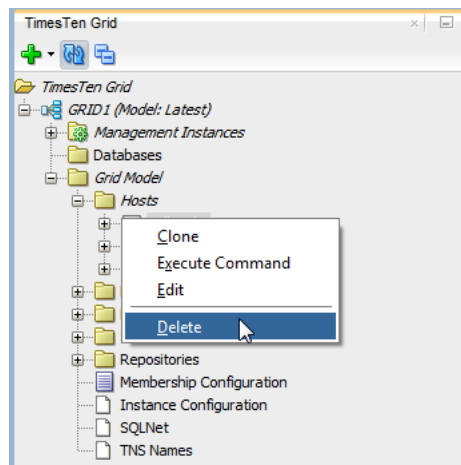 TimesTen Grid
TimesTen Grid
GRID1 (Model: Latest)
Management Instances
Databases
Grid Model
Hosts
Clone
Execute Command
Edit
Delete
Repositories
Membership Configuration
Instance Configuration
SQLNet
TNS Names